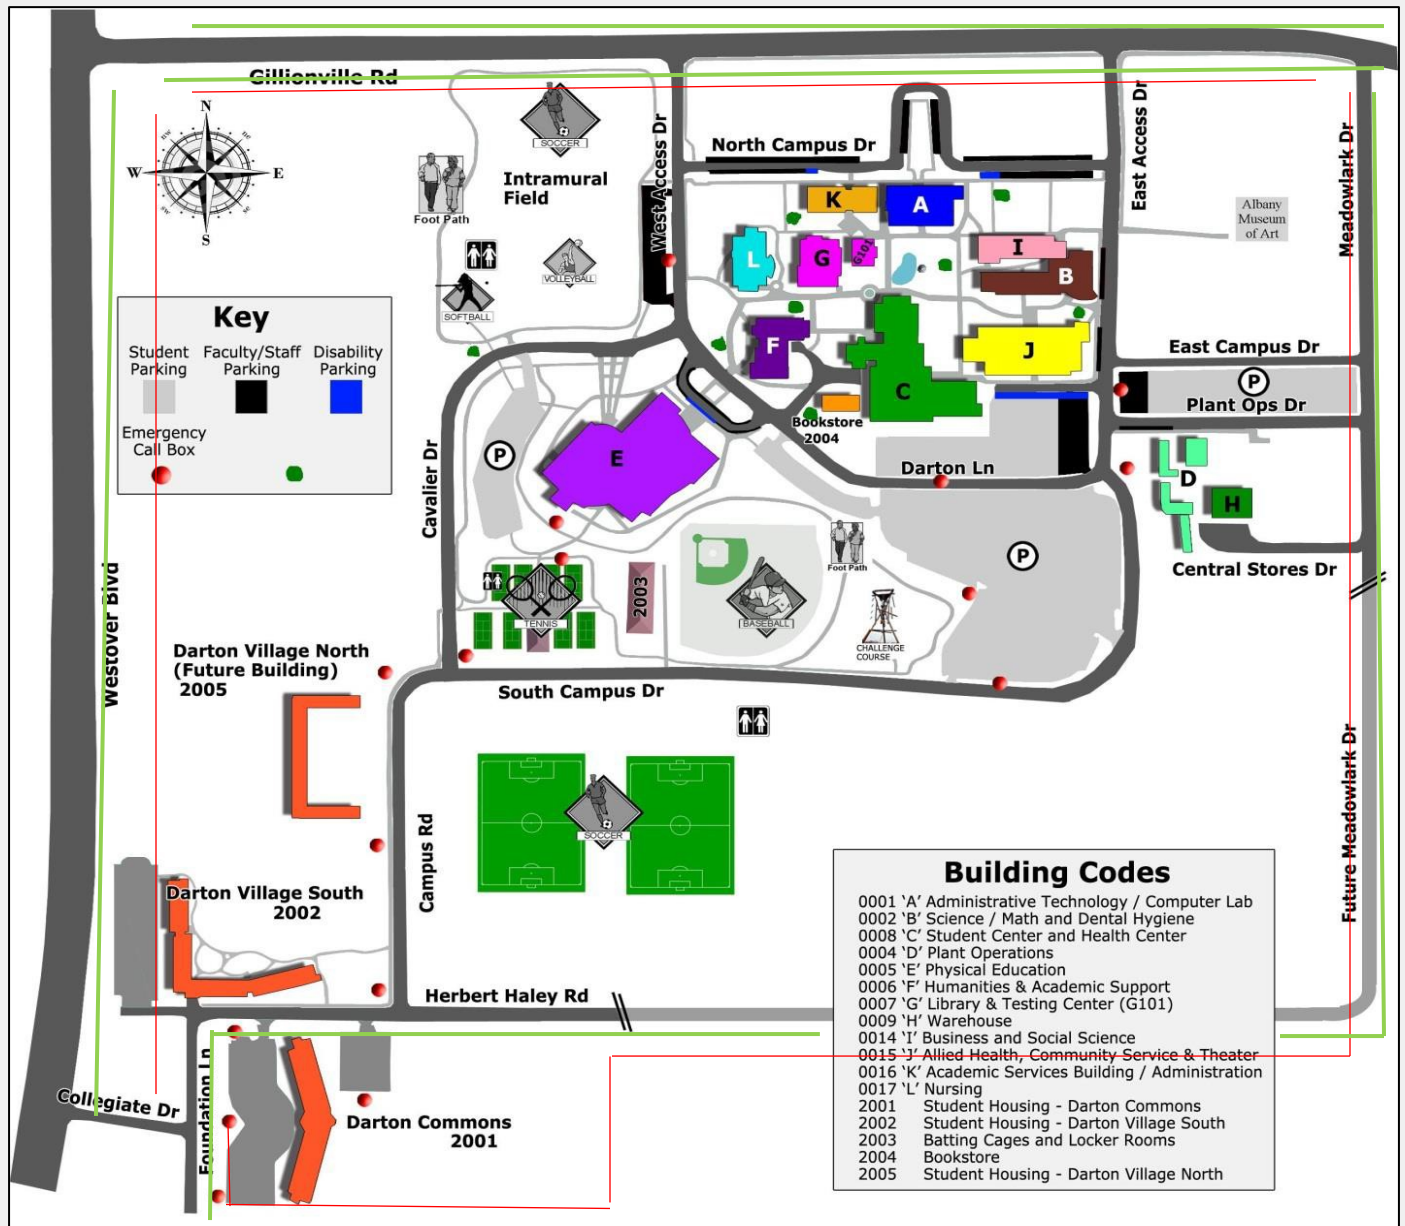 Gillionville Rd
N
W
E
S
nw
ne
sw
se
SOCCER
Intramural
Field
Foot Path
VOLLEYBALL
SOFTBALL
West Access Dr
North Campus Dr
East Access Dr
Meadowlark Dr
Albany
Museum
of Art
K
A
L
G
G101
I
B
F
C
J
Bookstore
2004
East Campus Dr
P
Plant Ops Dr
Key
Student
Parking
Faculty/Staff
Parking
Disability
Parking
Emergency
Call Box
Cavalier Dr
P
E
Darton Ln
D
H
P
Central Stores Dr
Foot Path
TENNIS
2003
BASEBALL
CHALLENGE
COURSE
Westover Blvd
Darton Village North
(Future Building)
2005
South Campus Dr
Future Meadowlark Dr
SOCCER
Campus Rd
Darton Village South
2002
Herbert Haley Rd
Collegiate Dr
Foundation Ln
Darton Commons
2001
Building Codes
0001 ‘A’ Administrative Technology / Computer Lab
0002 ‘B’ Science / Math and Dental Hygiene
0008 ‘C’ Student Center and Health Center
0004 ‘D’ Plant Operations
0005 ‘E’ Physical Education
0006 ‘F’ Humanities & Academic Support
0007 ‘G’ Library & Testing Center (G101)
0009 ‘H’ Warehouse
0014 ‘I’ Business and Social Science
0015 ‘J’ Allied Health, Community Service & Theater
0016 ‘K’ Academic Services Building / Administration
0017 ‘L’ Nursing
2001 Student Housing - Darton Commons
2002 Student Housing - Darton Village South
2003 Batting Cages and Locker Rooms
2004 Bookstore
2005 Student Housing - Darton Village North